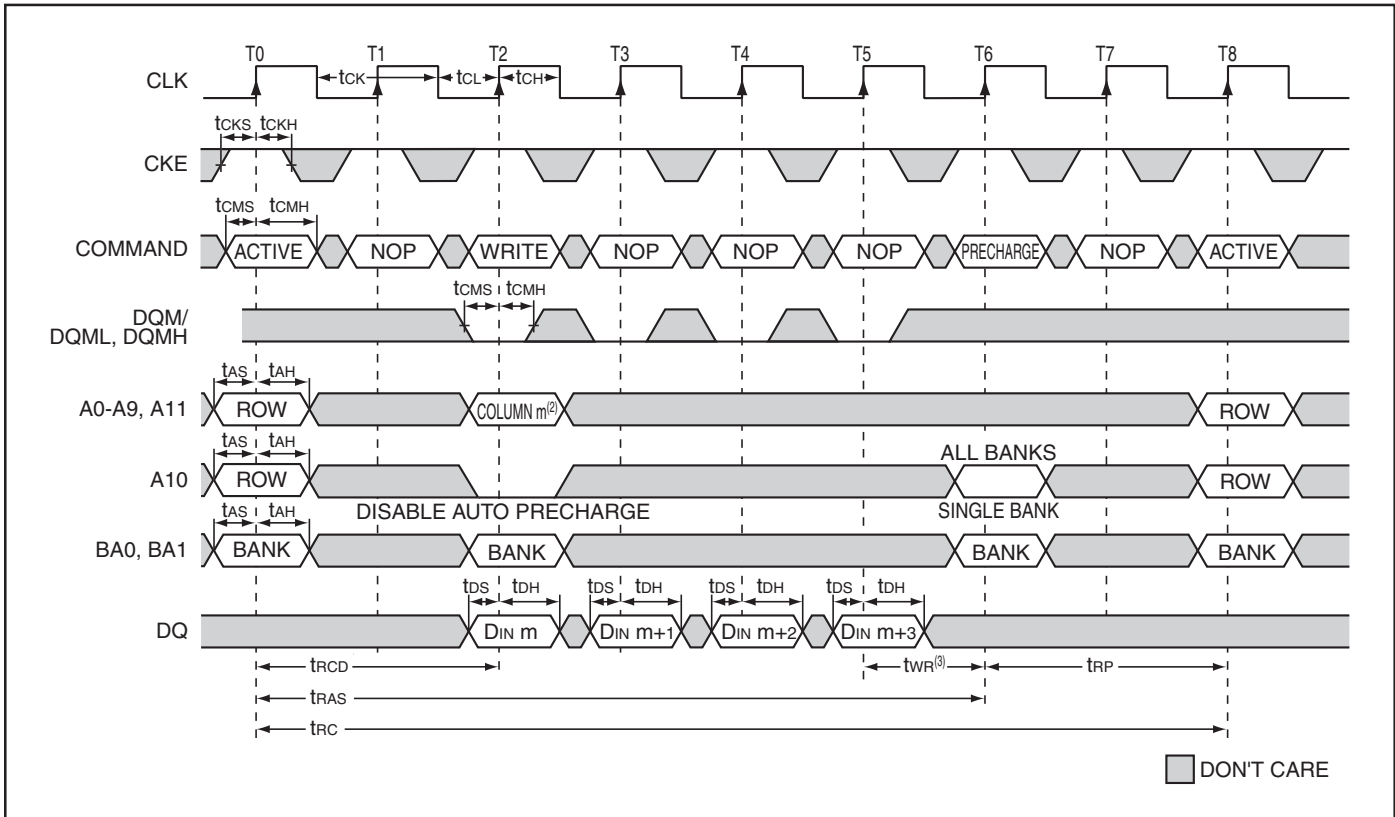 T0 T1 T2 T3 T4 T5 T6 T7 T8
CLK
tCK tCL tCH
tCKS tCKH
CKE
tCMS tCMH
COMMAND ACTIVE NOP WRITE NOP NOP NOP PRECHARGE NOP ACTIVE
tCMS tCMH
DQM/
DQML, DQMH
tAS tAH
A0-A9, A11 ROW COLUMN m(2) ROW
tAS tAH ALL BANKS
A10 ROW ROW
tAS tAH DISABLE AUTO PRECHARGE SINGLE BANK
BA0, BA1 BANK BANK BANK BANK
tDS tDH tDS tDH tDS tDH tDS tDH
DQ DIN m DIN m+1 DIN m+2 DIN m+3
tRCD tWR(3) tRP
tRAS
tRC
DON'T CARE